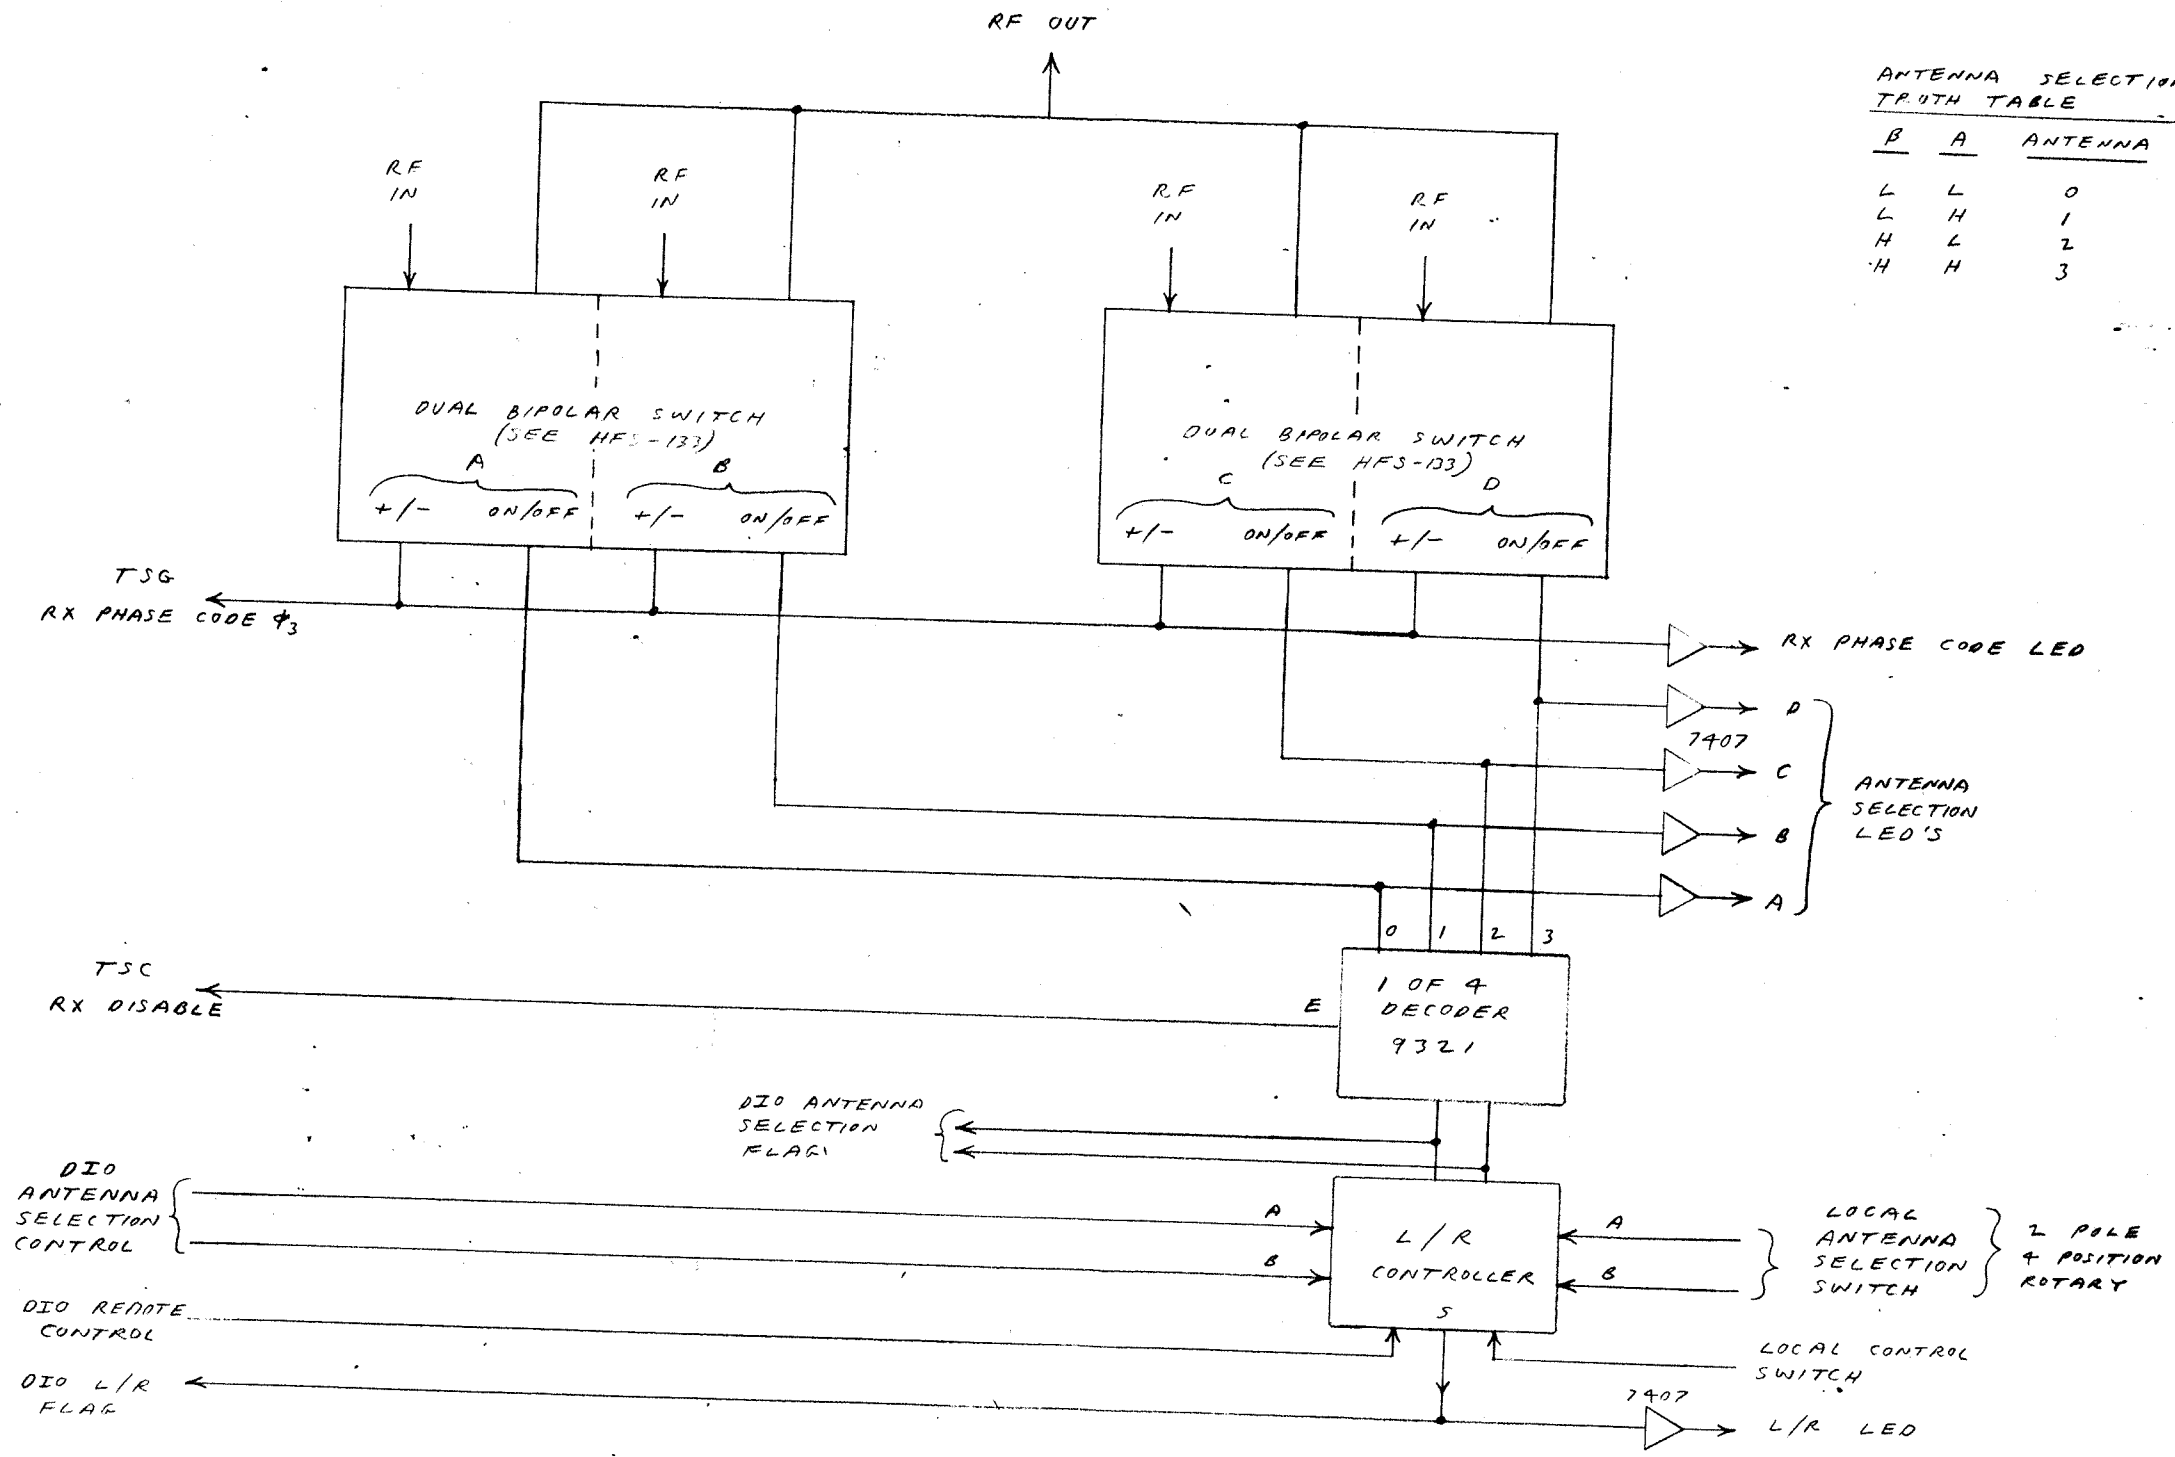 RF OUT
ANTENNA SELECTION
TRUTH TABLE
B A ANTENNA
L L 0
L H 1
H L 2
H H 3
RF
IN
RF
IN
RF
IN
RF
IN
DUAL BIPOLAR SWITCH
(SEE HFS-133)
A B
+/- ON/OFF +/- ON/OFF
DUAL BIPOLAR SWITCH
(SEE HFS-133)
C D
+/- ON/OFF +/- ON/OFF
TSG
RX PHASE CODE φ3
RX PHASE CODE LED
D
7407
C
B
A
ANTENNA
SELECTION
LED'S
0 1 2 3
TSC
RX DISABLE
E
1 OF 4
DECODER
9321
DIO ANTENNA
SELECTION
FLAG
DIO
ANTENNA
SELECTION
CONTROL
A
B
L/R
CONTROLLER
S
A
B
LOCAL
ANTENNA
SELECTION
SWITCH
2 POLE
4 POSITION
ROTARY
DIO REMOTE
CONTROL
LOCAL CONTROL
SWITCH
DIO L/R
FLAG
7407
L/R LED